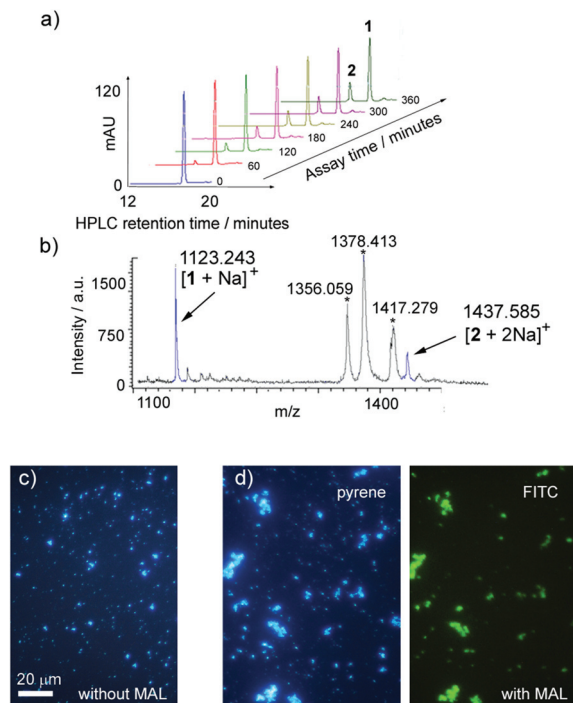 a)
1
2
120
mAU
0
12
20
0
60
120
180
240
300
360
Assay time / minutes
HPLC retention time / minutes
b)
1378.413
1123.243
[1 + Na]+
1356.059
*
*
1417.279
*
1437.585
[2 + 2Na]+
1500
750
0
Intensity / a.u.
1100
1400
m/z
c)
d)
pyrene
FITC
20 µm
without MAL
with MAL